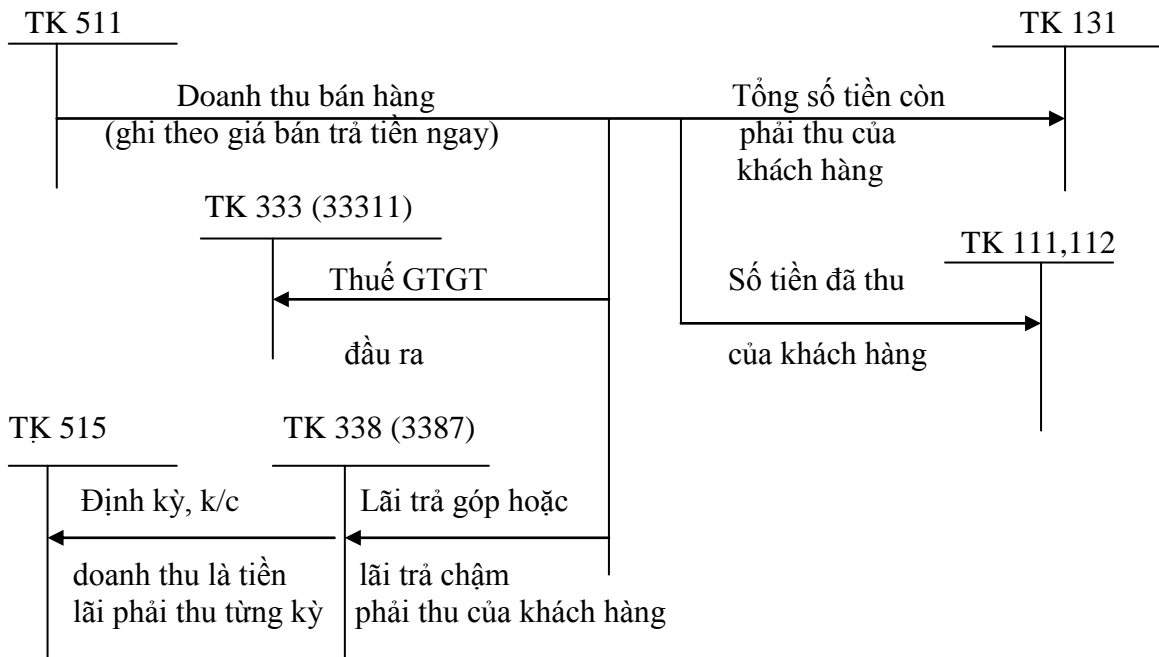 TK 511
TK 131
Doanh thu bán hàng
(ghi theo giá bán trả tiền ngay)
Tổng số tiền còn
phải thu của
khách hàng
TK 333 (33311)
TK 111,112
Thuế GTGT
đầu ra
Số tiền đã thu
của khách hàng
TK 515
TK 338 (3387)
Định kỳ, k/c
doanh thu là tiền
lãi phải thu từng kỳ
Lãi trả góp hoặc
lãi trả chậm
phải thu của khách hàng